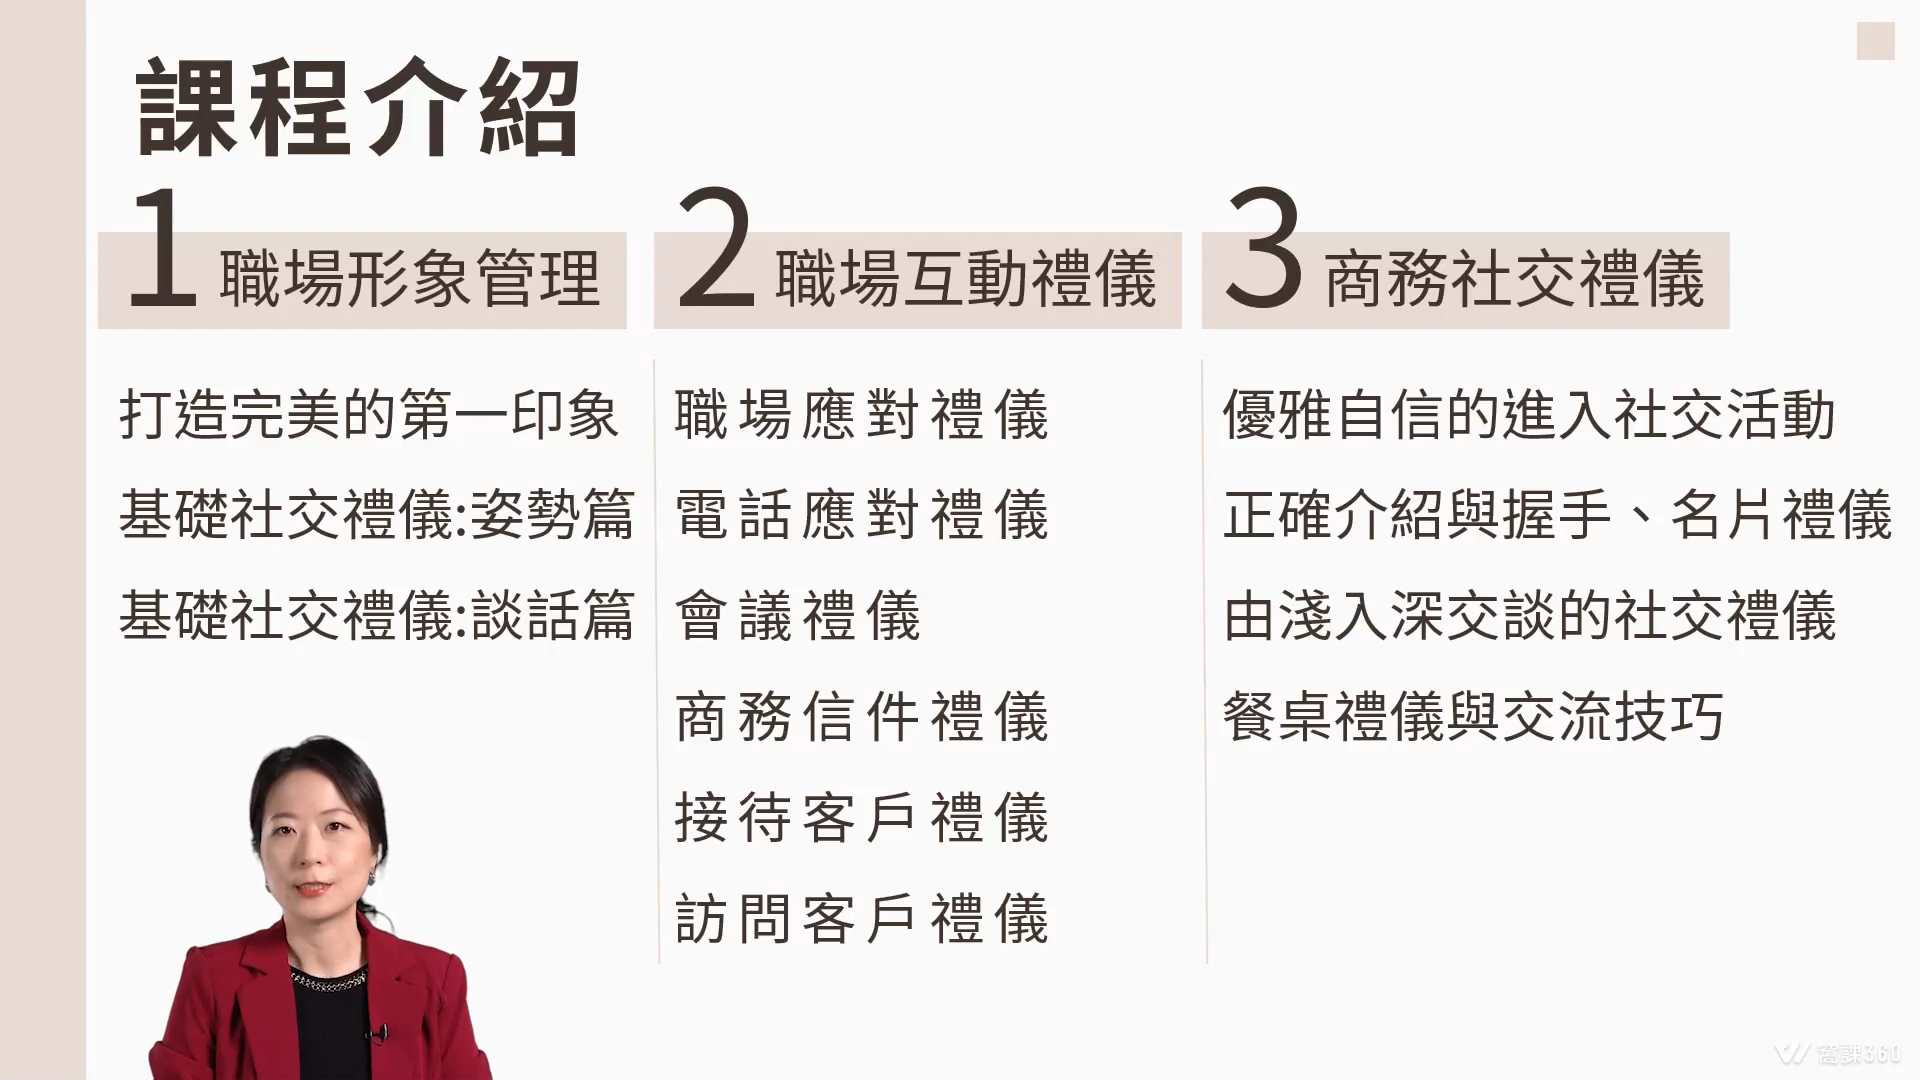 課程介紹
1 職場形象管理
打造完美的第一印象
基礎社交禮儀:姿勢篇
基礎社交禮儀:談話篇
2 職場互動禮儀
職場應對禮儀
電話應對禮儀
會議禮儀
商務信件禮儀
接待客戶禮儀
訪問客戶禮儀
3 商務社交禮儀
優雅自信的進入社交活動
正確介紹與握手、名片禮儀
由淺入深交談的社交禮儀
餐桌禮儀與交流技巧
窩課360